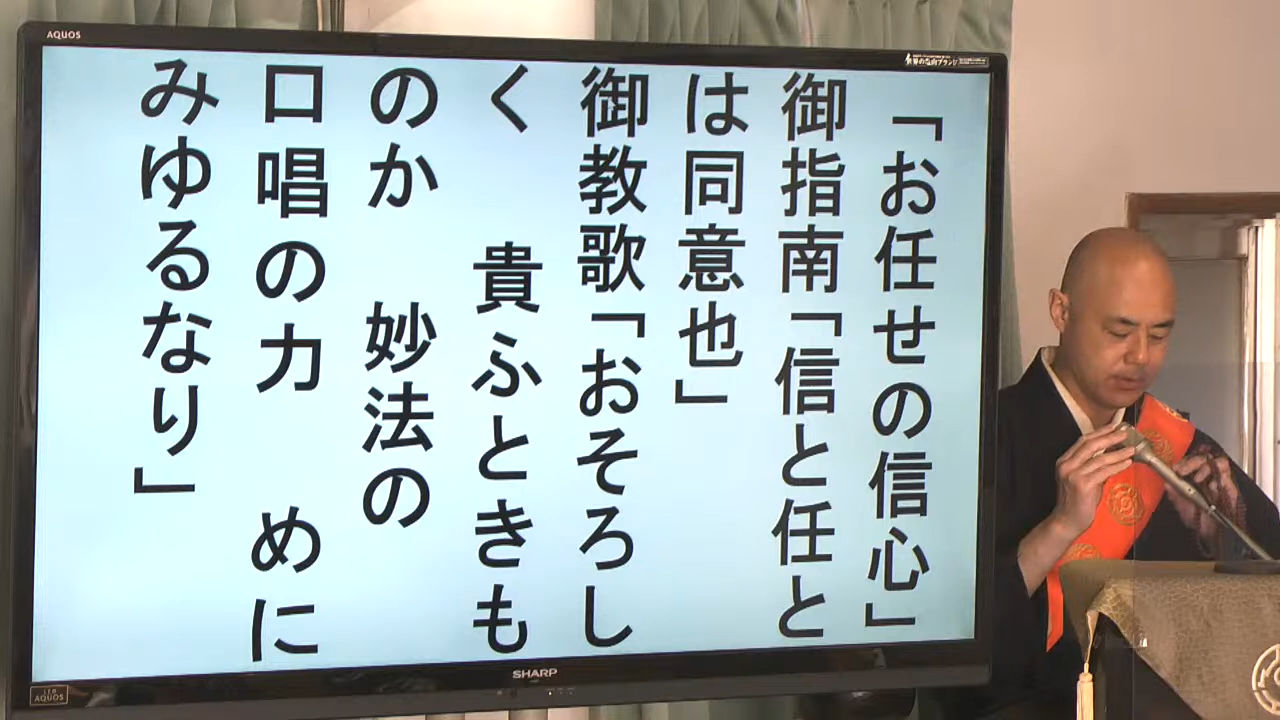 AQUOS
「お任せの信心」
御指南「信と任と
は同意也」
御教歌「おそろし
く　貴ふときも
のか　妙法の
口唱の力　めに
みゆるなり」
SHARP
LED
AQUOS